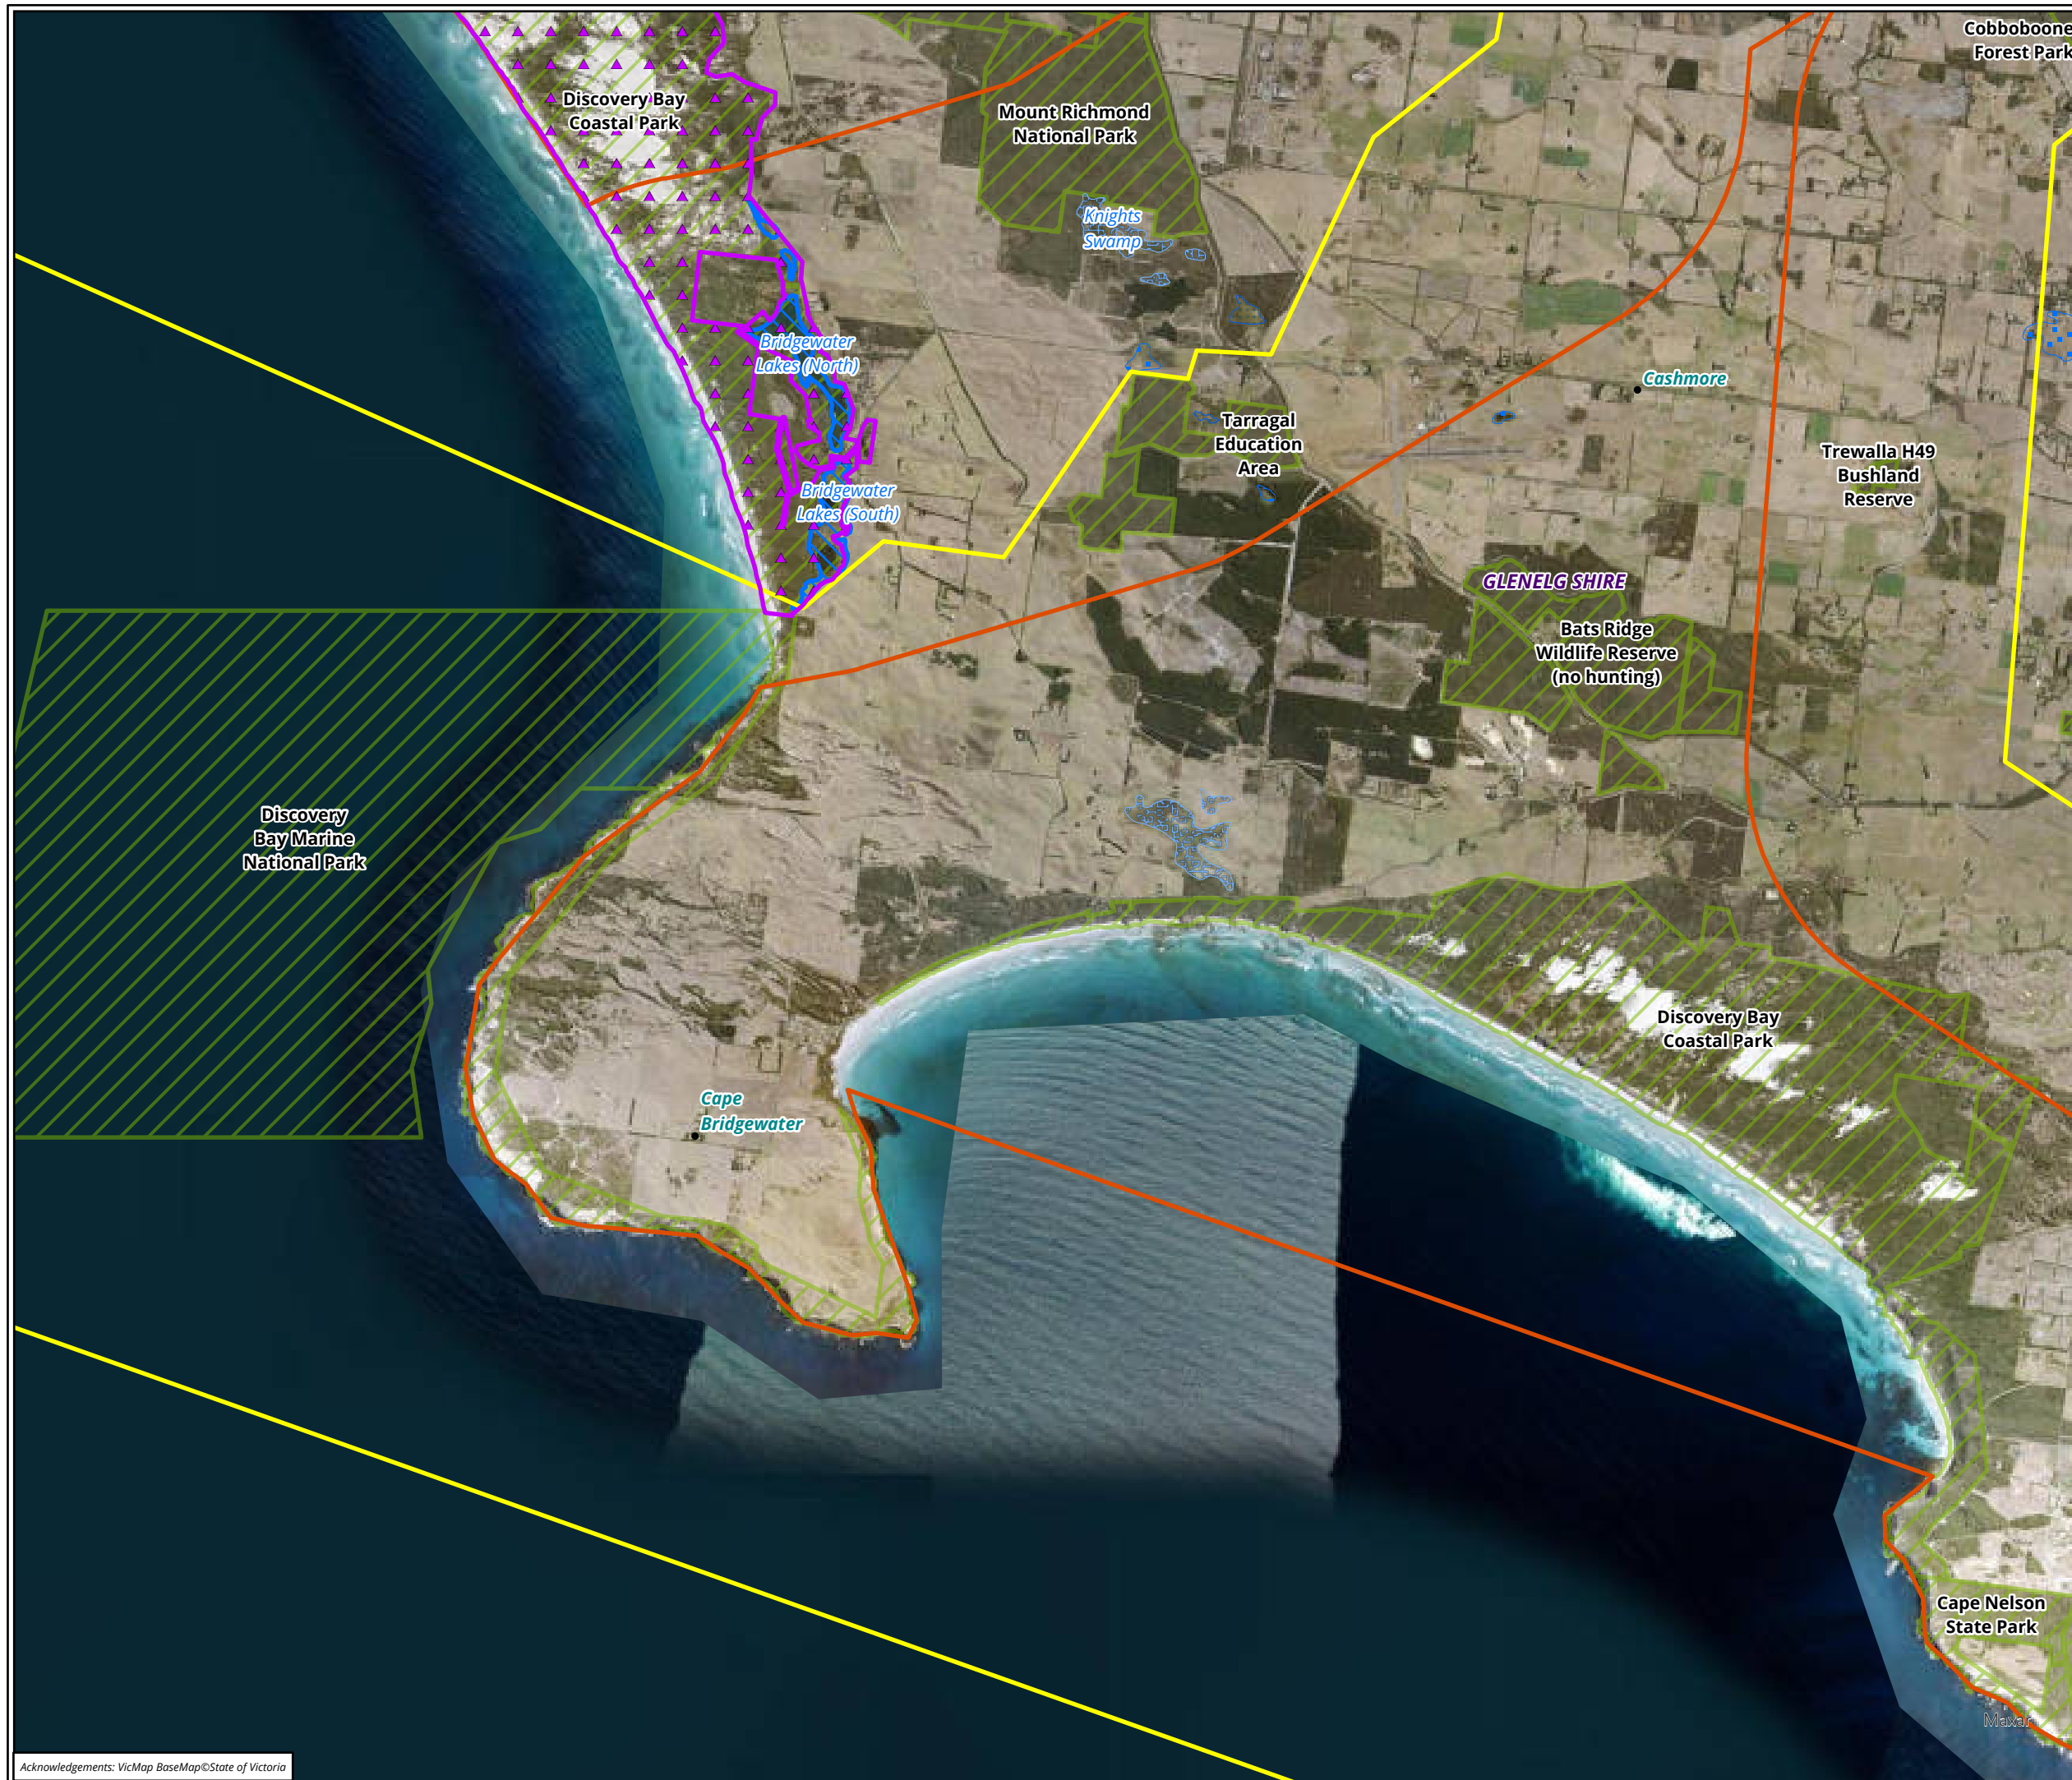 Cobboboone
Forest Park
Discovery Bay
Coastal Park
Mount Richmond
National Park
Knights
Swamp
Bridgewater
Lakes (North)
Cashmore
Tarragal
Education
Area
Trewalla H49
Bushland
Reserve
Bridgewater
Lakes (South)
GLENELG SHIRE
Bats Ridge
Wildlife Reserve
(no hunting)
Discovery
Bay Marine
National Park
Discovery Bay
Coastal Park
Cape
Bridgewater
Cape Nelson
State Park
Maxar
Acknowledgements: VicMap BaseMap©State of Victoria